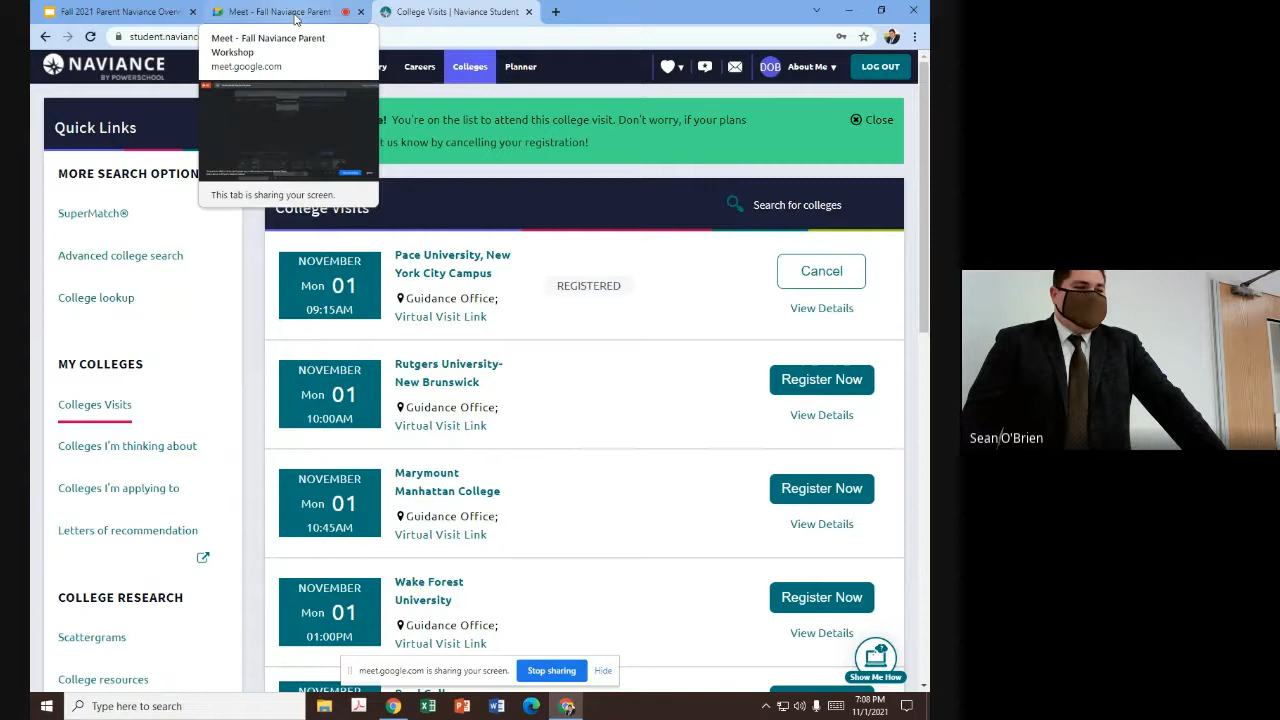 Fall 2021 Parent Naviance Overvi
Meet - Fall Naviance Parent
College Visits | Naviance Student
student.navianc
Meet - Fall Naviance Parent
Workshop
meet.google.com
This tab is sharing your screen.
NAVIANCE
BY POWERSCHOOL
Careers
Colleges
Planner
DOB
About Me
LOG OUT
You're on the list to attend this college visit. Don't worry, if your plans
t us know by cancelling your registration!
Close
Quick Links
MORE SEARCH OPTION
SuperMatch®
Advanced college search
College lookup
MY COLLEGES
Colleges Visits
Colleges I'm thinking about
Colleges I'm applying to
Letters of recommendation
COLLEGE RESEARCH
Scattergrams
College resources
College Visits
Search for colleges
NOVEMBER
Mon 01
09:15AM
Pace University, New
York City Campus
Guidance Office;
Virtual Visit Link
REGISTERED
Cancel
View Details
NOVEMBER
Mon 01
10:00AM
Rutgers University-
New Brunswick
Guidance Office;
Virtual Visit Link
Register Now
View Details
NOVEMBER
Mon 01
10:45AM
Marymount
Manhattan College
Guidance Office;
Virtual Visit Link
Register Now
View Details
NOVEMBER
Mon 01
01:00PM
Wake Forest
University
Guidance Office;
Virtual Visit Link
Register Now
View Details
Show Me How
meet.google.com is sharing your screen.
Stop sharing
Hide
Type here to search
7:08 PM
11/1/2021
Sean O'Brien